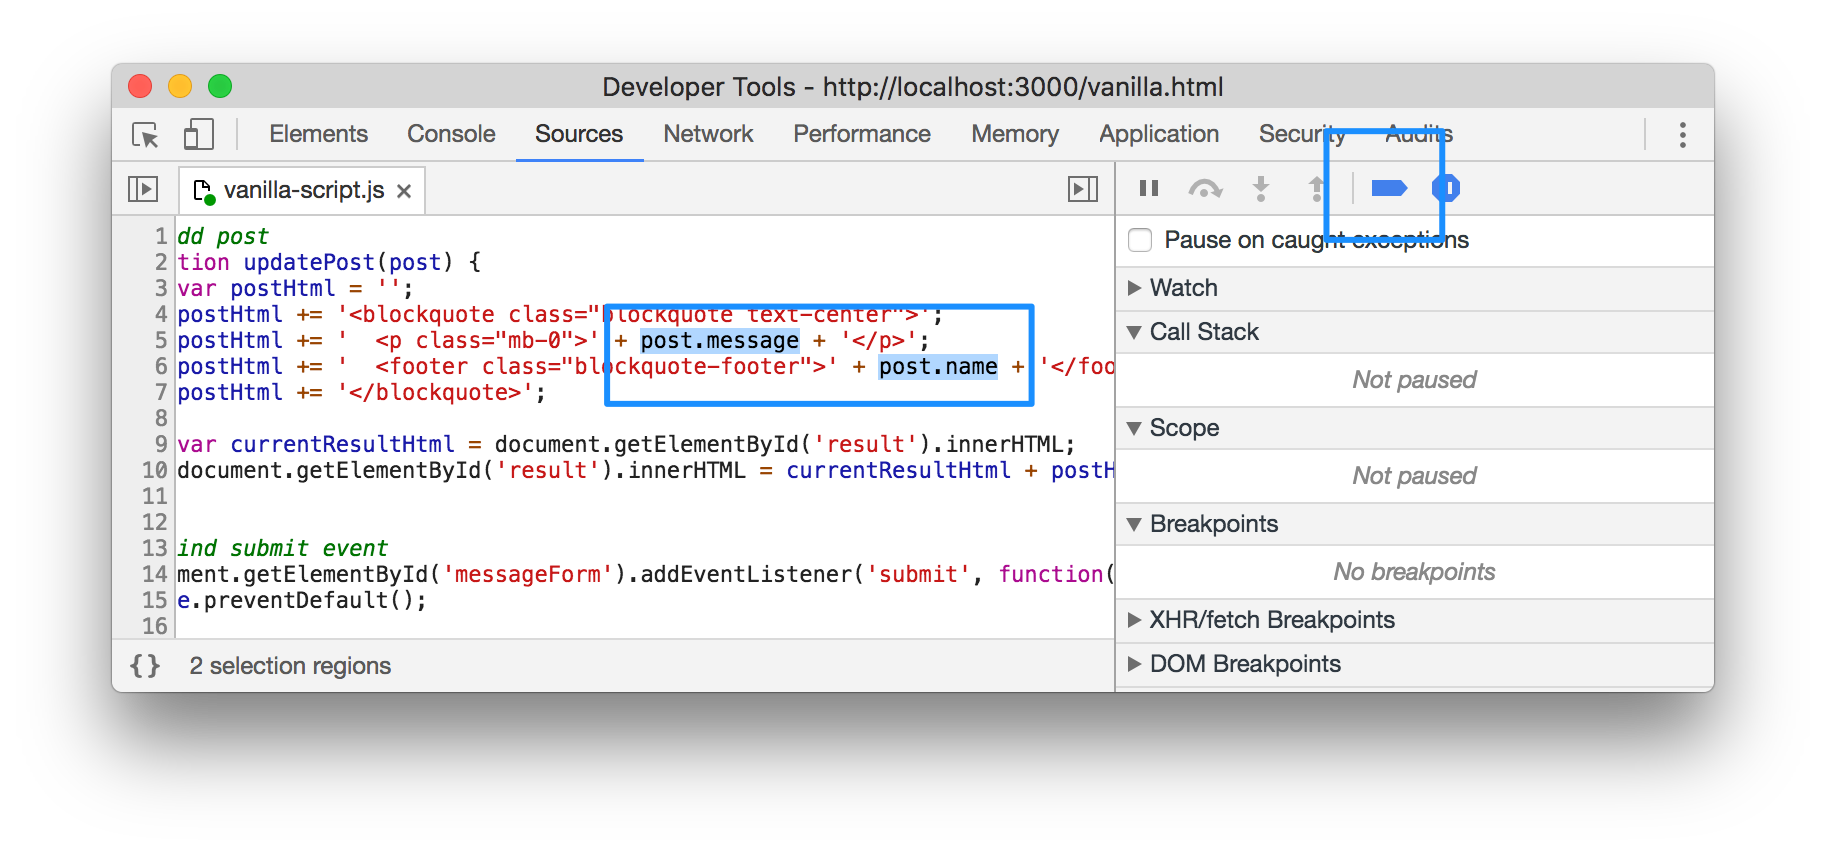 Developer Tools - http://localhost:3000/vanilla.html
Elements Console Sources Network Performance Memory Application Security Audits
vanilla-script.js ×
Pause on caught exceptions
1 dd post
2 tion updatePost(post) {
3 var postHtml = '';
4 postHtml += '<blockquote class="blockquote text-center">';
5 postHtml += '  <p class="mb-0">' + post.message + '</p>';
6 postHtml += '  <footer class="blockquote-footer">' + post.name + '</foo
7 postHtml += '</blockquote>';
8
9 var currentResultHtml = document.getElementById('result').innerHTML;
10 document.getElementById('result').innerHTML = currentResultHtml + postH
11
12
13 ind submit event
14 ment.getElementById('messageForm').addEventListener('submit', function(
15 e.preventDefault();
16
{} 2 selection regions
Watch
Call Stack
Not paused
Scope
Not paused
Breakpoints
No breakpoints
XHR/fetch Breakpoints
DOM Breakpoints